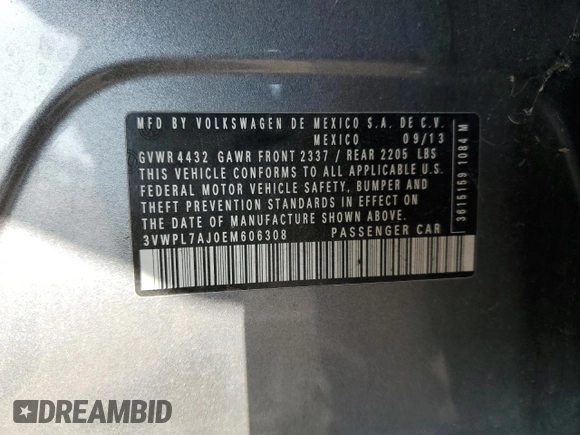 MFD BY VOLKSWAGEN DE MEXICO S.A. DE C.V.
MEXICO 09/13
GVWR 4432 GAWR FRONT 2337 / REAR 2205 LBS
THIS VEHICLE CONFORMS TO ALL APPLICABLE U.S.
FEDERAL MOTOR VEHICLE SAFETY, BUMPER AND
THEFT PREVENTION STANDARDS IN EFFECT ON
THE DATE OF MANUFACTURE SHOWN ABOVE.
3VWPL7AJ0EM606308 PASSENGER CAR
3615159 1084 M
DREAMBID